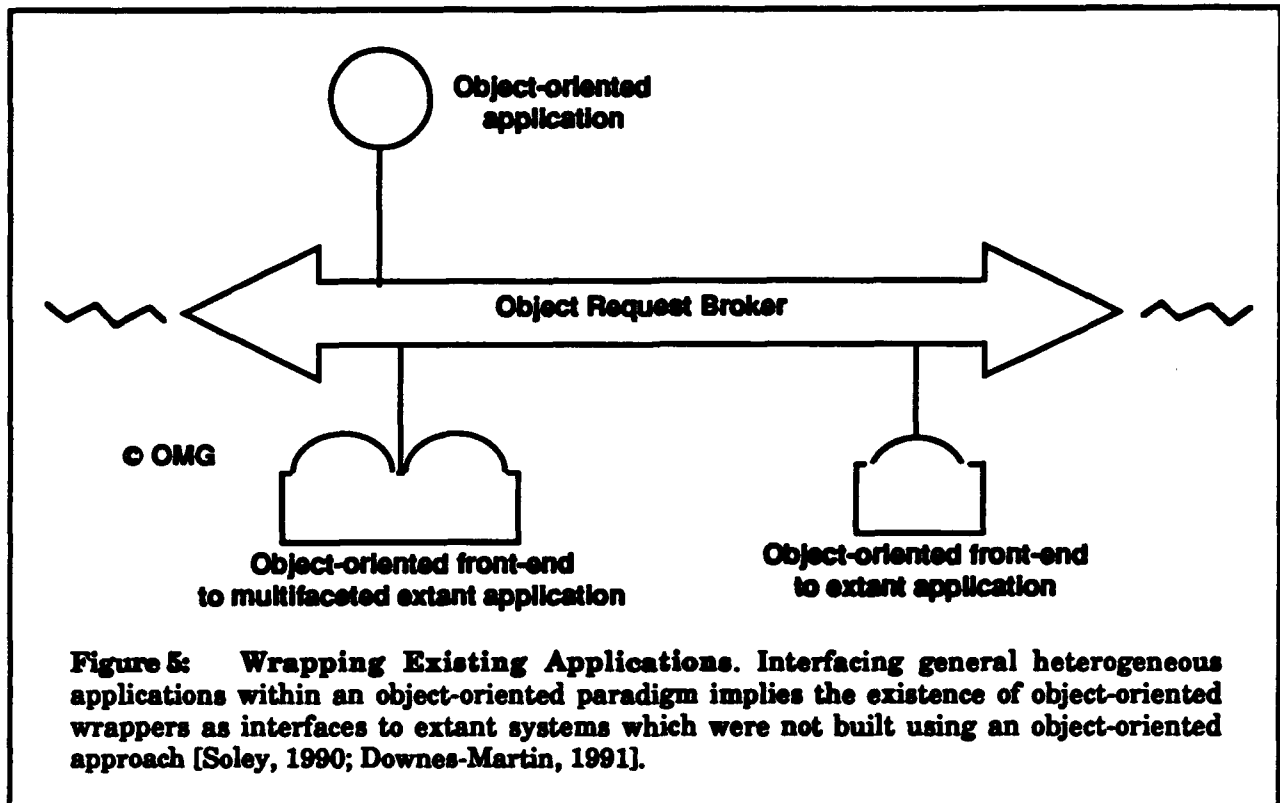 Object-oriented
application
Object Request Broker
© OMG
Object-oriented front-end
to multifaceted extant application
Object-oriented front-end
to extant application
Figure 5: Wrapping Existing Applications. Interfacing general heterogeneous
applications within an object-oriented paradigm implies the existence of object-oriented
wrappers as interfaces to extant systems which were not built using an object-oriented
approach [Soley, 1990; Downes-Martin, 1991].